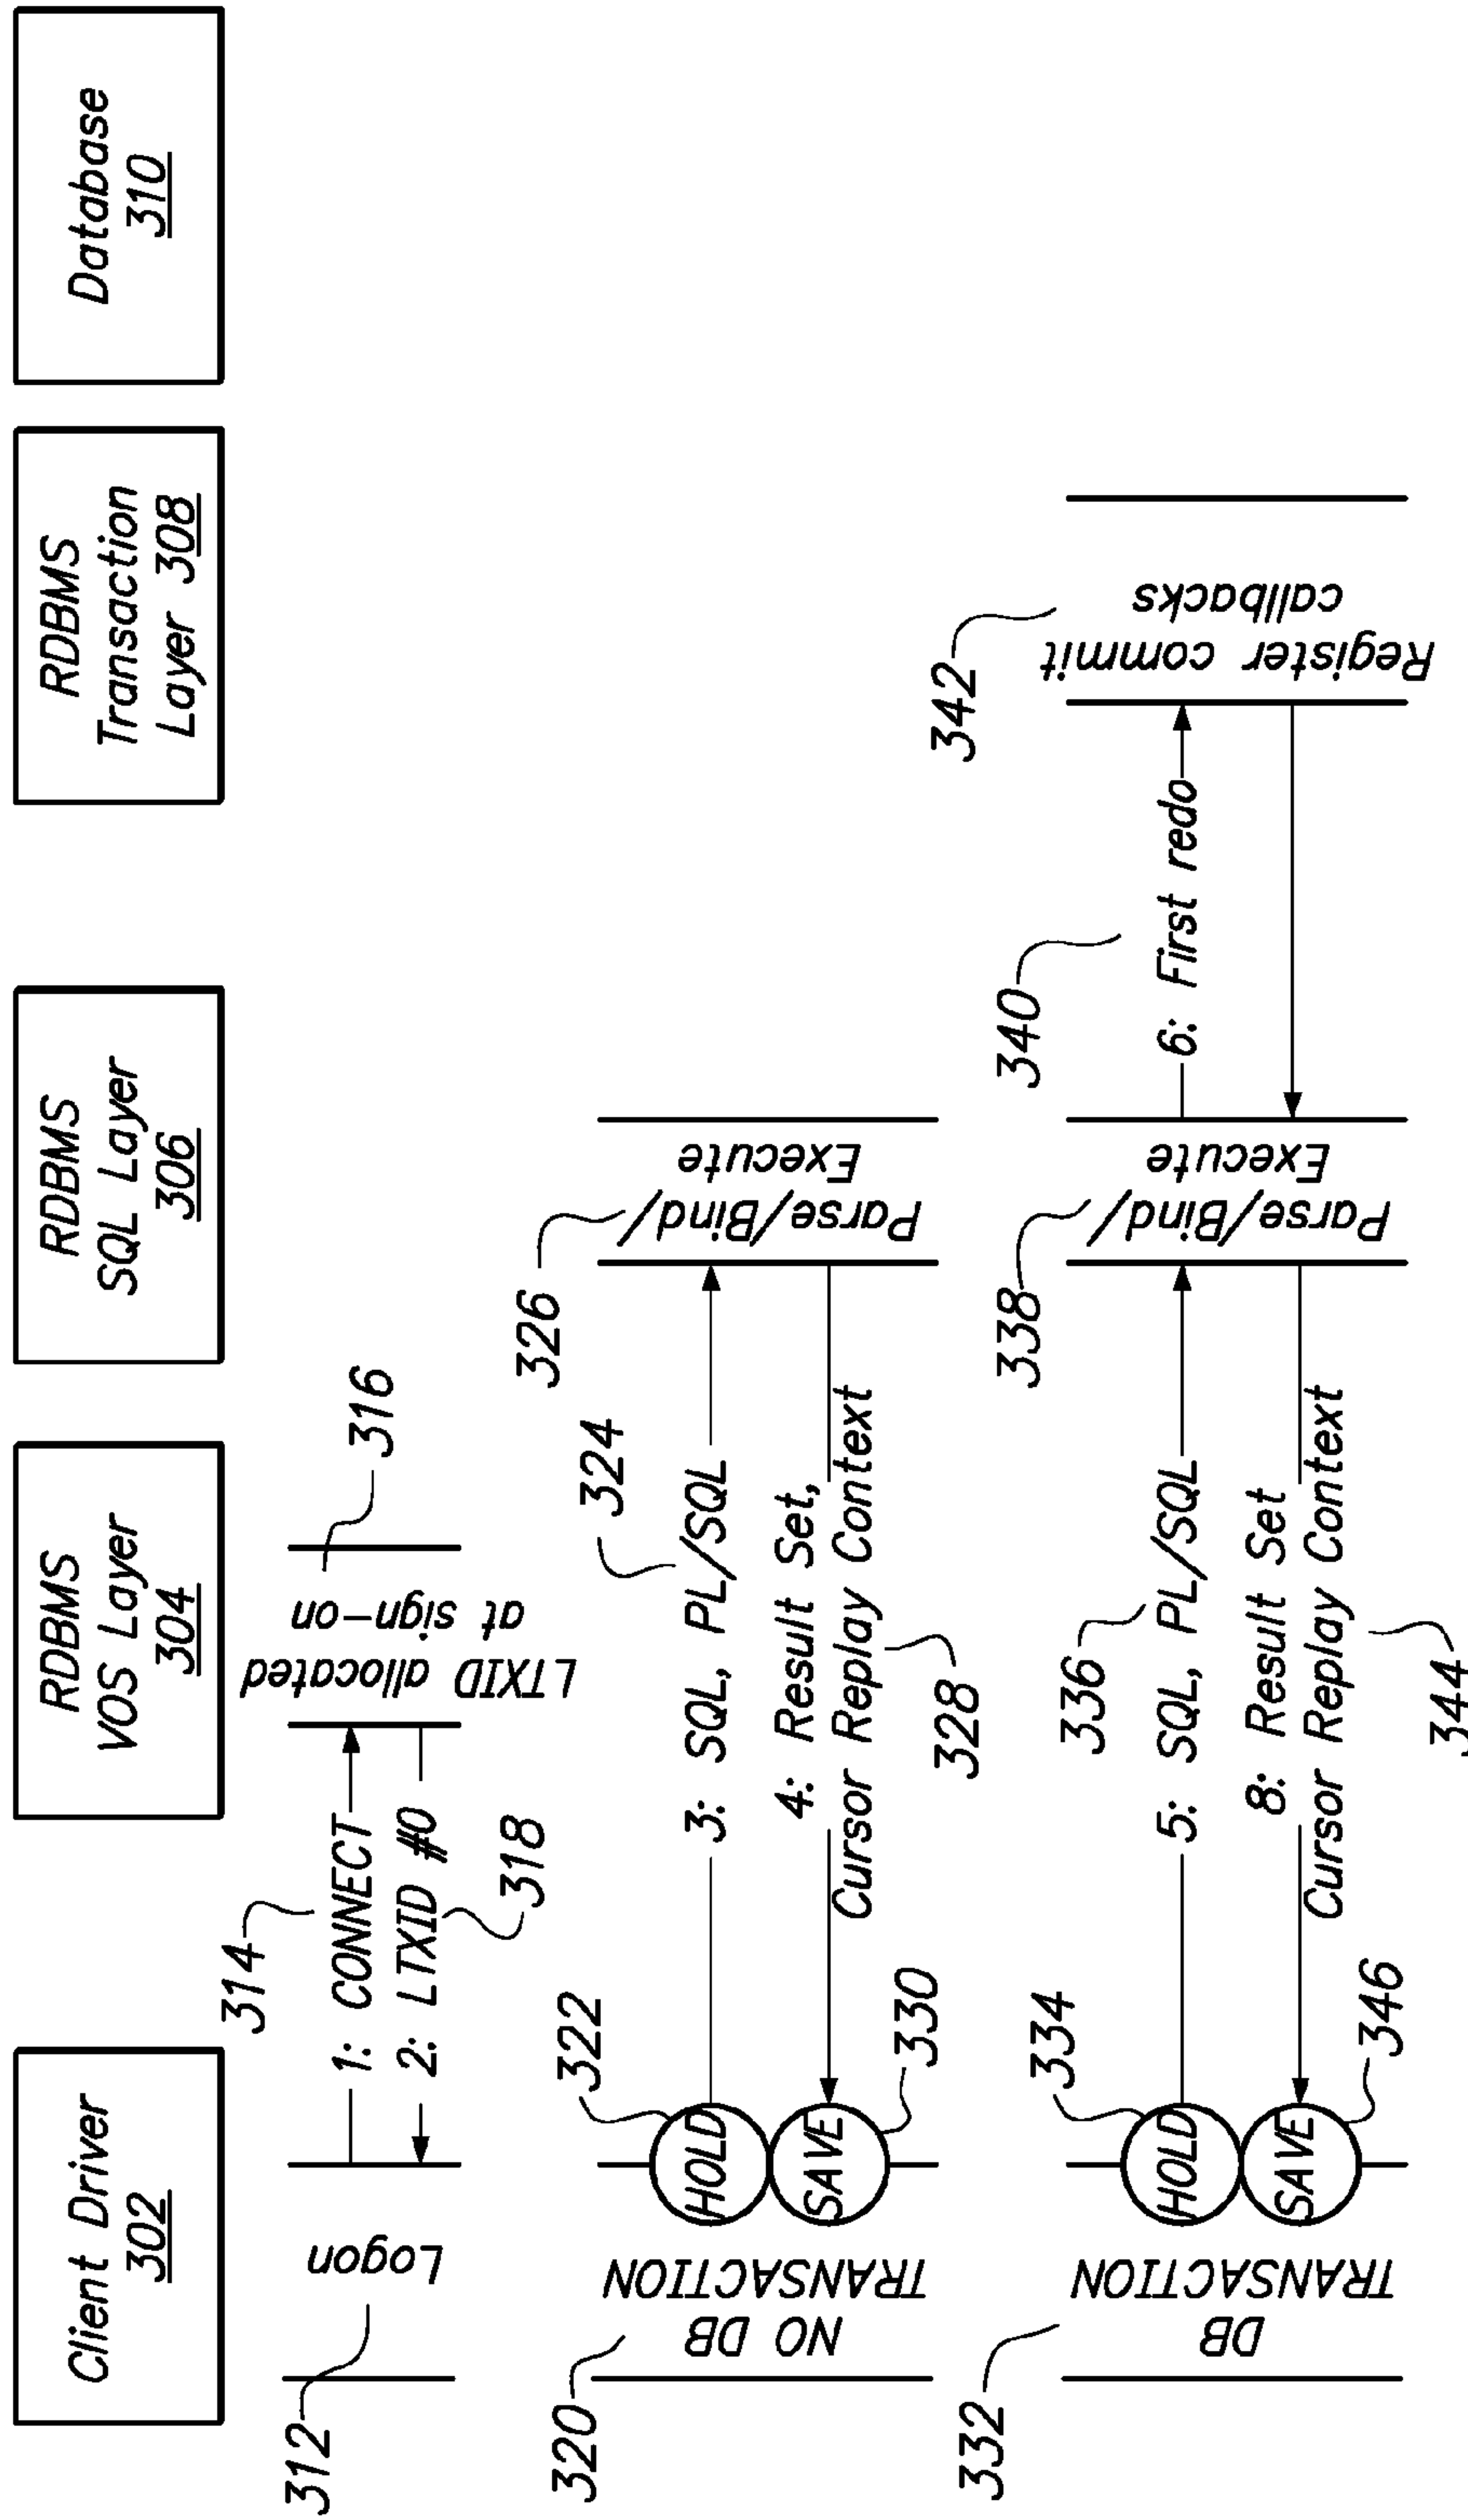 Client Driver
302
RDBMS
VOS Layer
304
RDBMS
SQL Layer
306
RDBMS
Transaction
Layer 308
Database
310
312
Logon
314
1: CONNECT
2: LTXID #0
318
LTXID allocated
at sign-on
316
320
NO DB
TRANSACTION
322
HOLD
3: SQL, PL/SQL
324
326
Parse/Bind/
Execute
SAVE
330
4: Result Set,
Cursor Replay Context
328
332
DB
TRANSACTION
334
HOLD
5: SQL, PL/SQL
336
338
Parse/Bind/
Execute
340
6: First redo
342
Register commit
callbacks
SAVE
346
8: Result Set
Cursor Replay Context
344